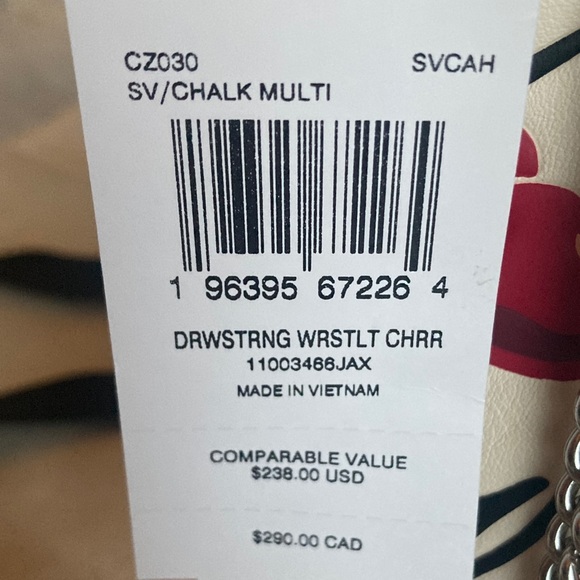 CZ030 SVCAH
SV/CHALK MULTI
1 96395 67226 4
DRWSTRNG WRSTLT CHRR
11003466JAX
MADE IN VIETNAM
COMPARABLE VALUE
$238.00 USD
$290.00 CAD